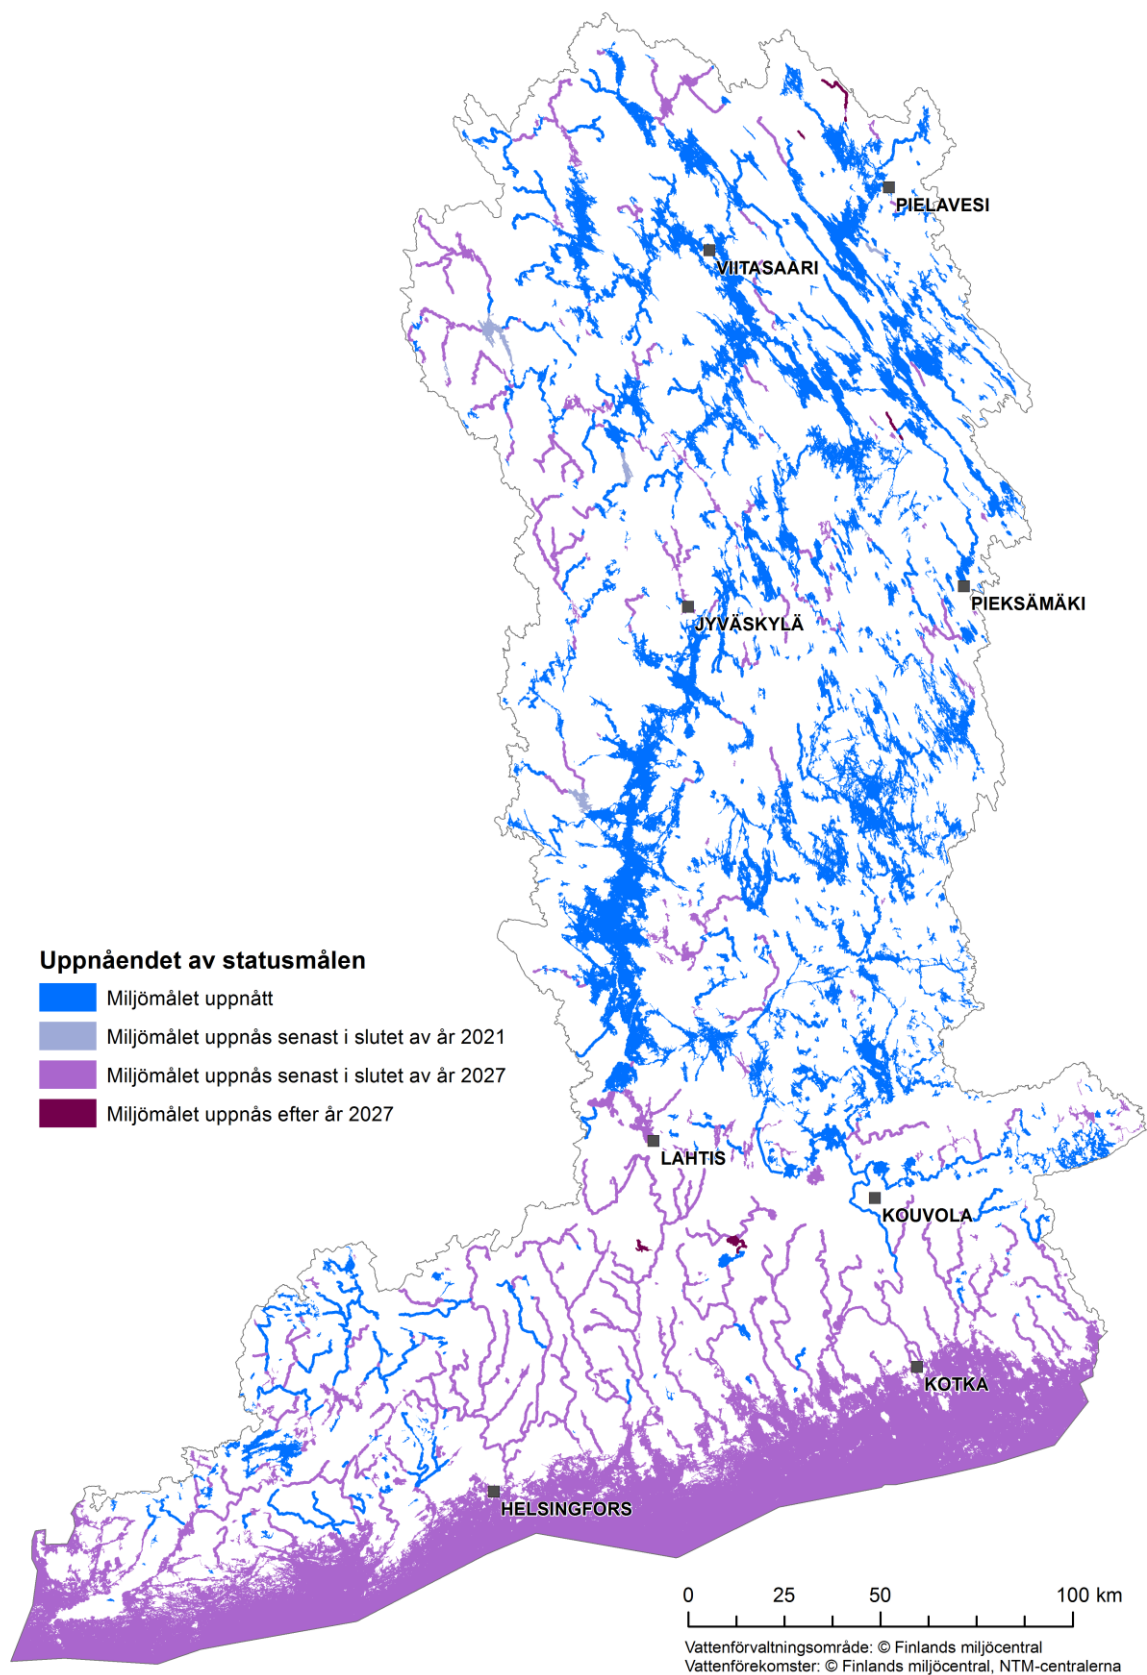 PIELAVESI
VIITASAARI
PIEKSÄMÄKI
JYVÄSKYLÄ
Uppnåendet av statusmålen
Miljömålet uppnått
Miljömålet uppnås senast i slutet av år 2021
Miljömålet uppnås senast i slutet av år 2027
Miljömålet uppnås efter år 2027
LAHTIS
KOUVOLA
KOTKA
HELSINGFORS
0 25 50 100 km
Vattenförvaltningsområde: © Finlands miljöcentral
Vattenförekomster: © Finlands miljöcentral, NTM-centralerna